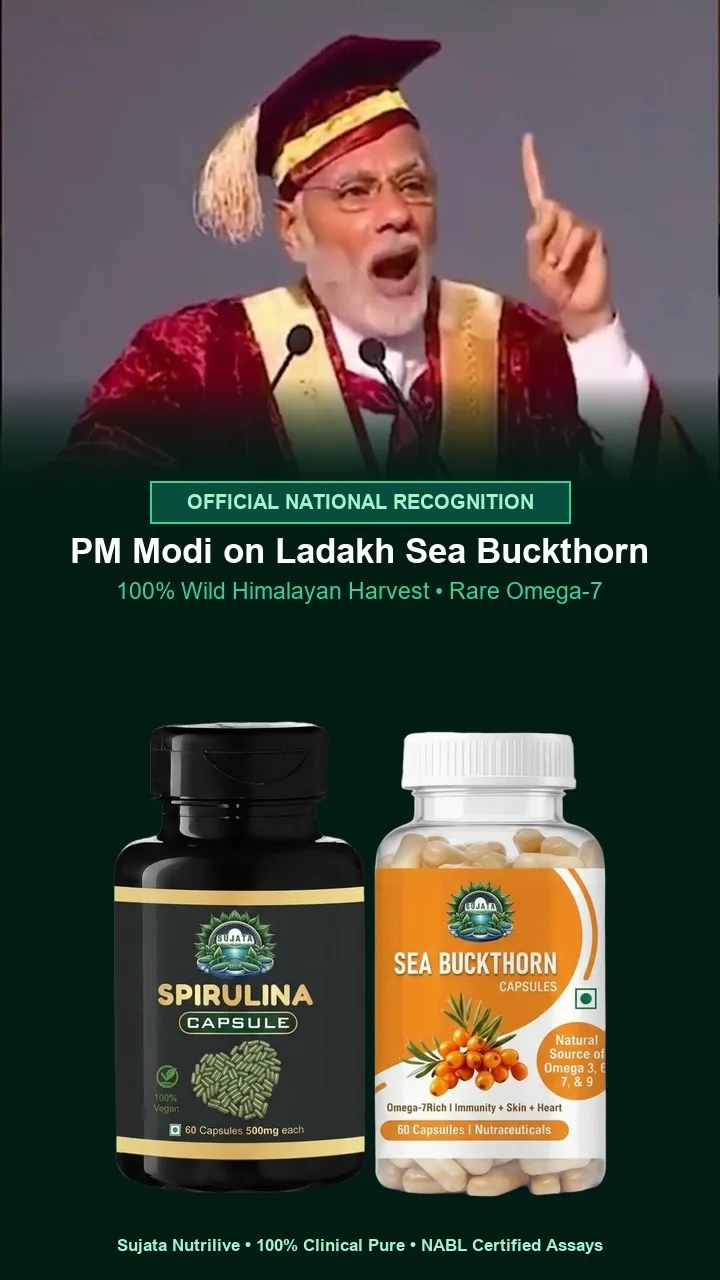 OFFICIAL NATIONAL RECOGNITION
PM Modi on Ladakh Sea Buckthorn
100% Wild Himalayan Harvest • Rare Omega-7
SUJATA
SPIRULINA
CAPSULE
100%
Vegan
60 Capsules 500mg each
SUJATA
SEA BUCKTHORN
CAPSULES
Natural
Source of
Omega 3, 6
7, & 9
Omega-7Rich | Immunity + Skin + Heart
60 Capsules | Nutraceuticals
Sujata Nutrilive • 100% Clinical Pure • NABL Certified Assays